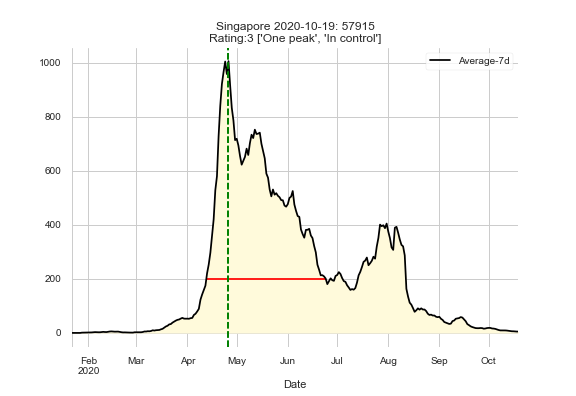 Singapore 2020-10-19: 57915
Rating:3 ['One peak', 'In control']
Average-7d
1000
800
600
400
200
0
Feb Mar Apr May Jun Jul Aug Sep Oct
2020
Date